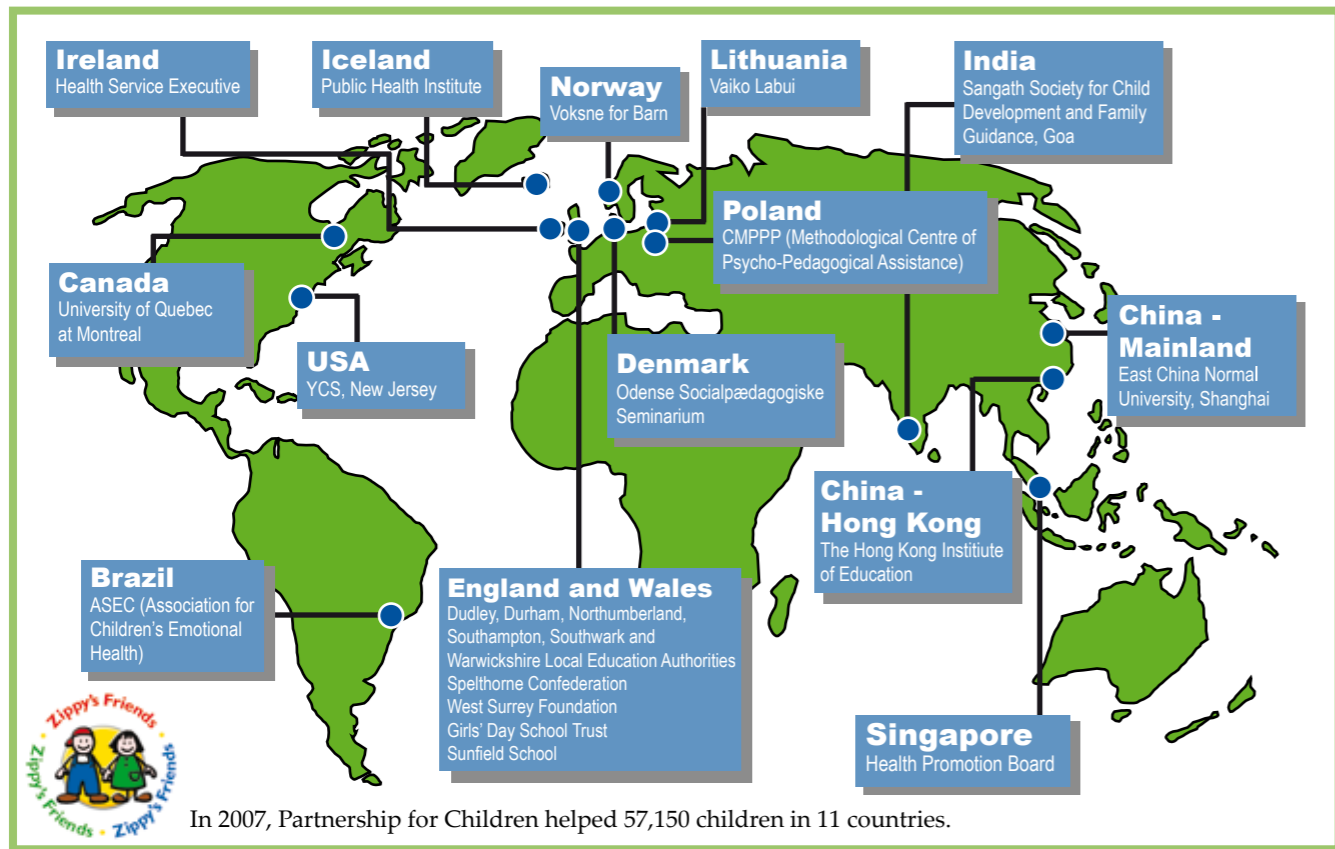 Ireland
Health Service Executive
Iceland
Public Health Institute
Norway
Voksne for Barn
Lithuania
Vaiko Labui
India
Sangath Society for Child
Development and Family
Guidance, Goa
Poland
CMPPP (Methodological Centre of
Psycho-Pedagogical Assistance)
Canada
University of Quebec
at Montreal
USA
YCS, New Jersey
Denmark
Odense Socialpædagogiske
Seminarium
China -
Mainland
East China Normal
University, Shanghai
China -
Hong Kong
The Hong Kong Institiute
of Education
Brazil
ASEC (Association for
Children's Emotional
Health)
England and Wales
Dudley, Durham, Northumberland,
Southampton, Southwark and
Warwickshire Local Education Authorities
Spelthorne Confederation
West Surrey Foundation
Girls' Day School Trust
Sunfield School
Singapore
Health Promotion Board
Zippy's Friends · Zippy's Friends · Zippy's Friends ·
In 2007, Partnership for Children helped 57,150 children in 11 countries.